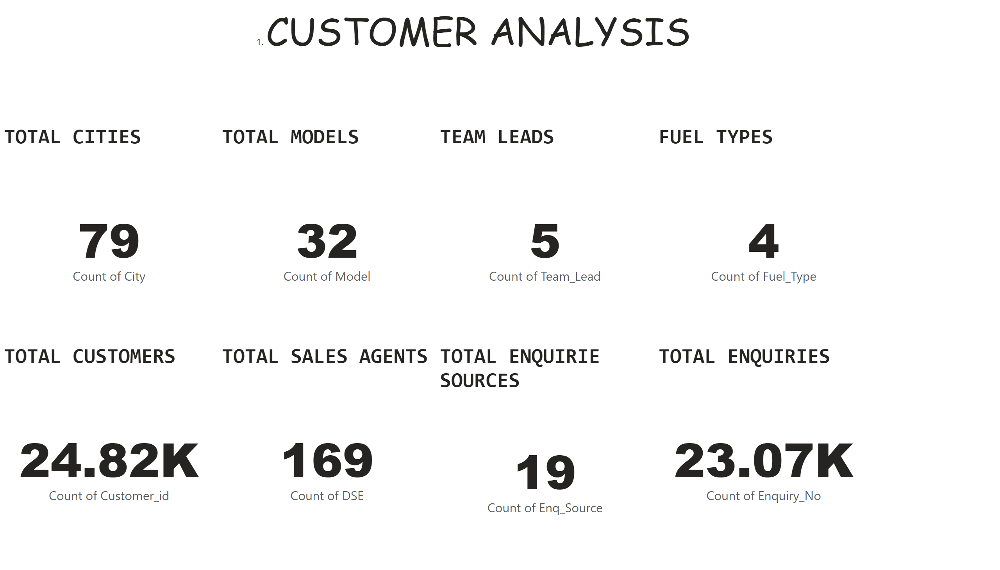 1. CUSTOMER ANALYSIS
TOTAL CITIES
79
Count of City
TOTAL MODELS
32
Count of Model
TEAM LEADS
5
Count of Team_Lead
FUEL TYPES
4
Count of Fuel_Type
TOTAL CUSTOMERS
24.82K
Count of Customer_id
TOTAL SALES AGENTS
169
Count of DSE
TOTAL ENQUIRIE
SOURCES
19
Count of Enq_Source
TOTAL ENQUIRIES
23.07K
Count of Enquiry_No